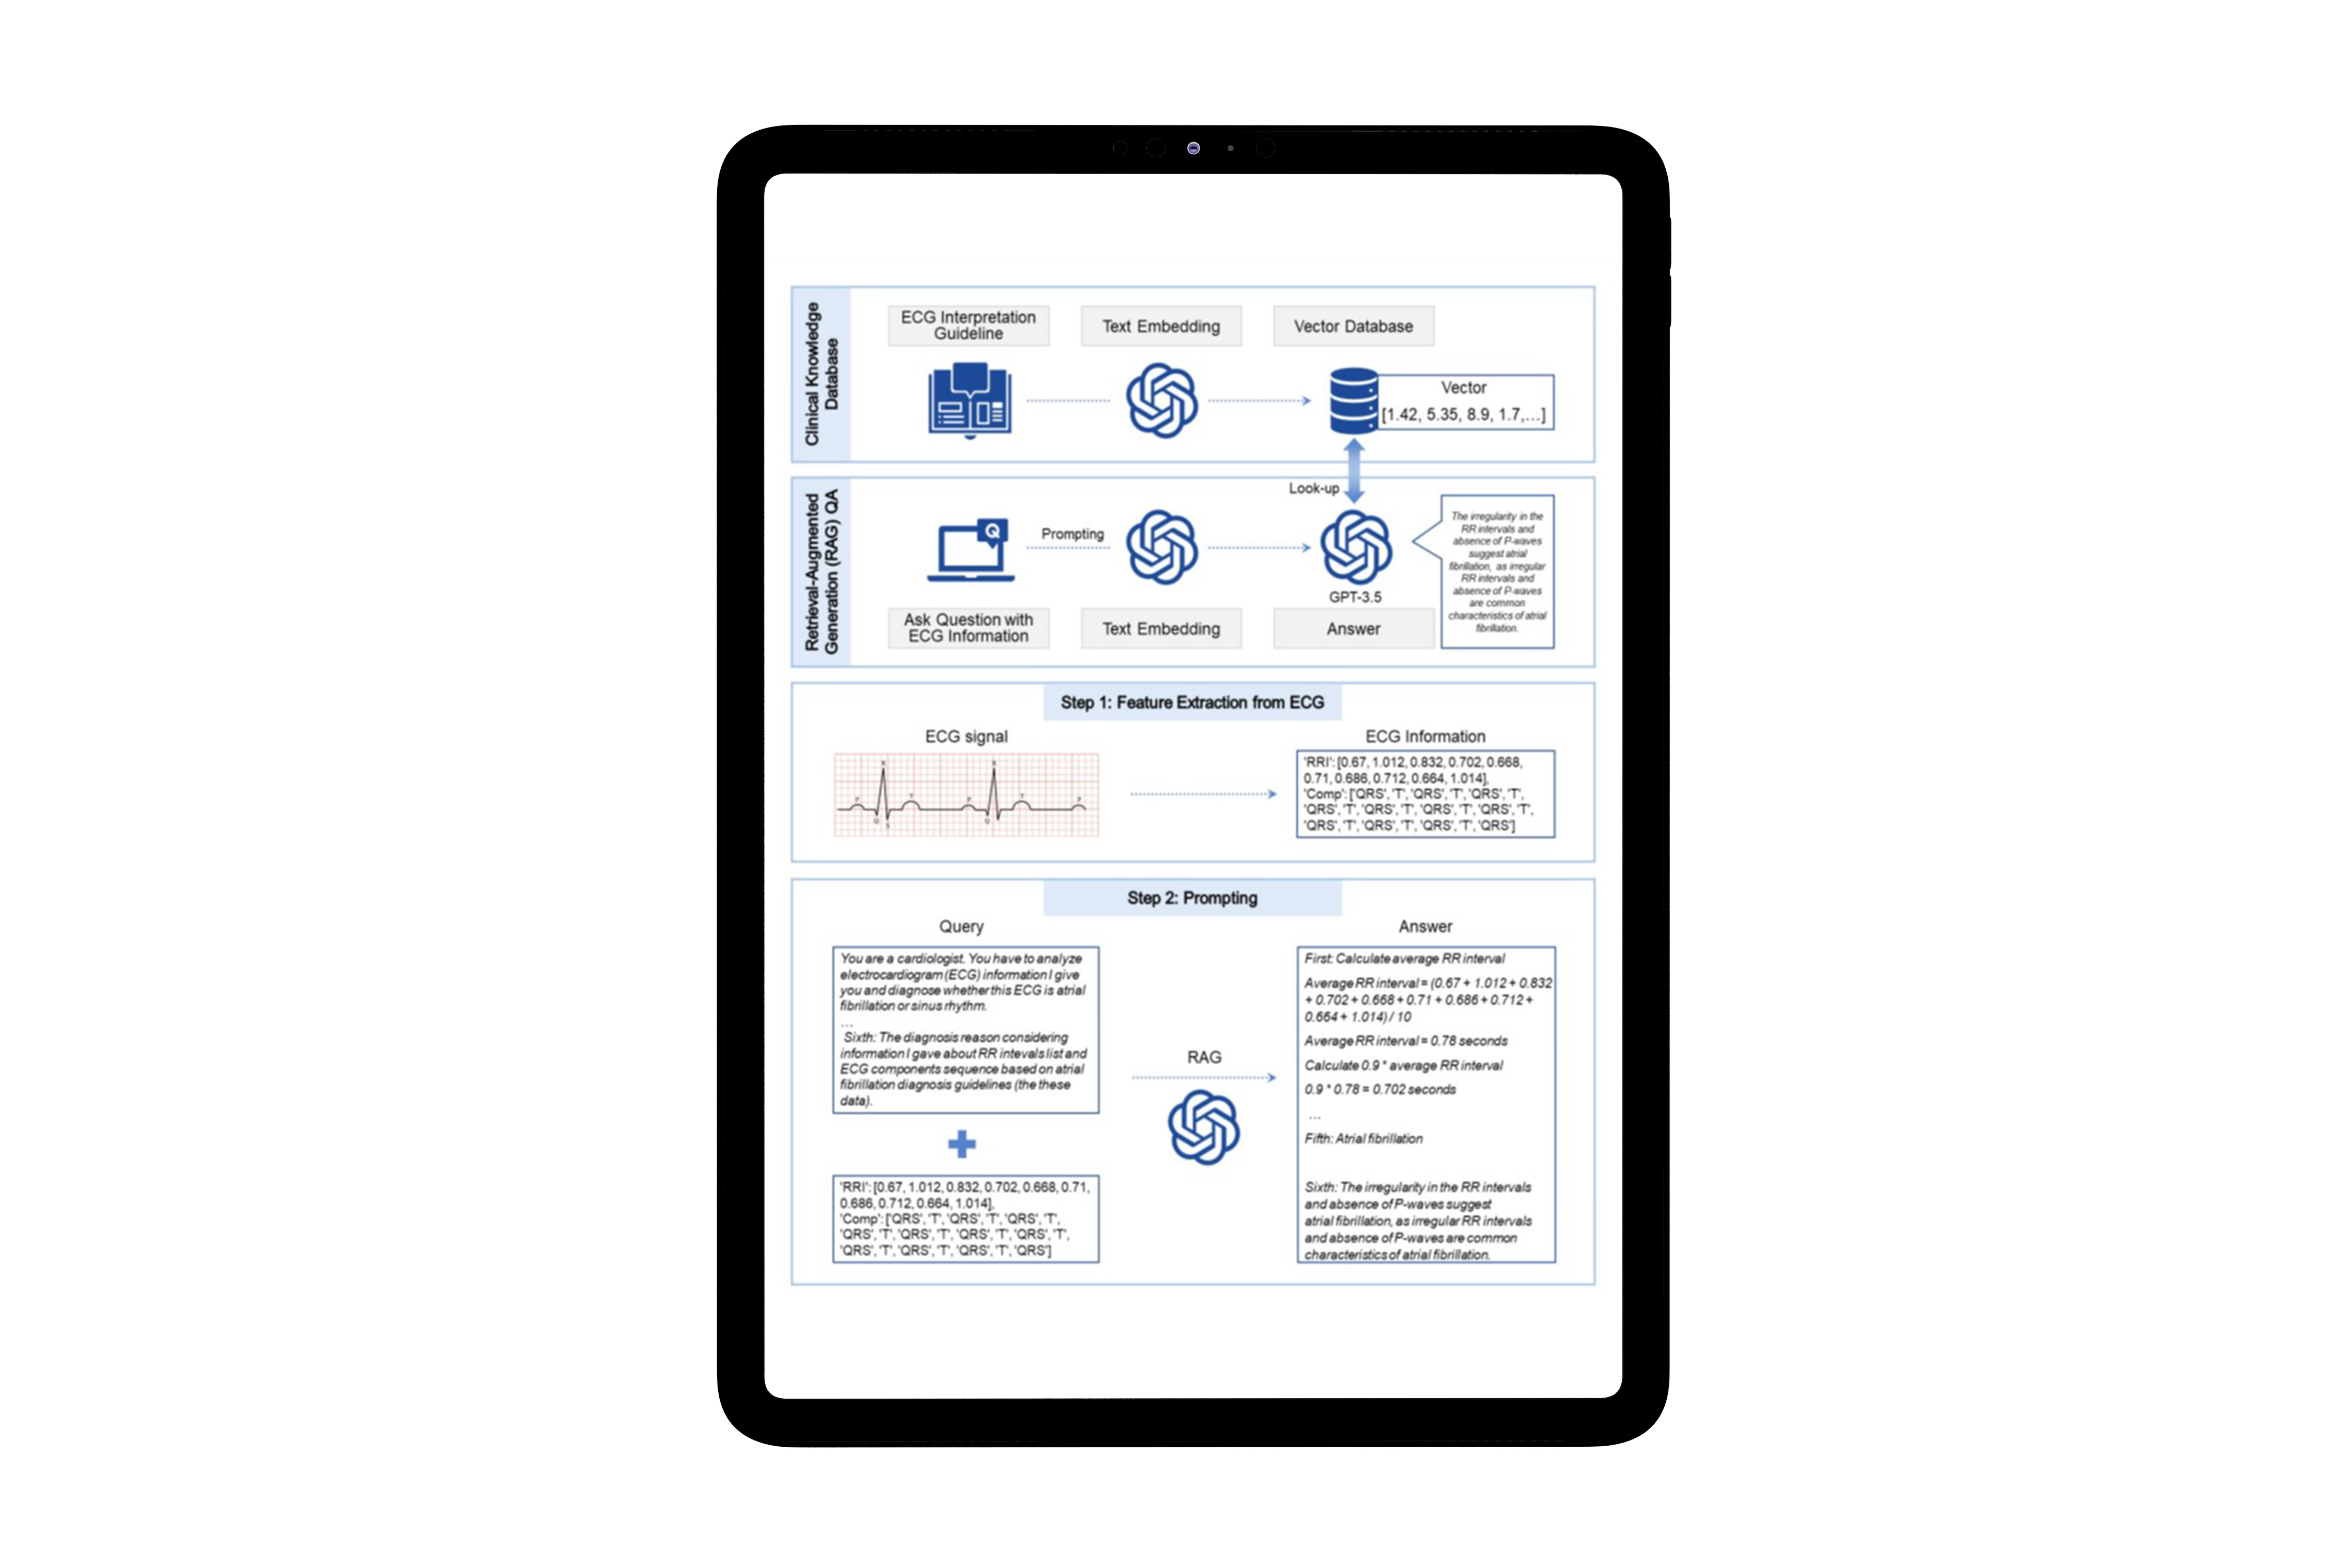 Clinical Knowledge
Database
ECG Interpretation
Guideline
Text Embedding
Vector Database
Vector
[1.42, 5.35, 8.9, 1.7,...]
Look-up
Retrieval-Augmented
Generation (RAG) QA
Q
Prompting
GPT-3.5
Ask Question with
ECG Information
Text Embedding
Answer
The irregularity in the
RR intervals and
absence of P-waves
suggest atrial
fibrillation, as irregular
RR intervals and
absence of P-waves
are common
characteristics of atrial
fibrillation.
Step 1: Feature Extraction from ECG
ECG signal
R
R
P
T
P
T
P
Q
S
Q
ECG Information
'RRI': [0.67, 1.012, 0.832, 0.702, 0.668,
0.71, 0.686, 0.712, 0.664, 1.014],
'Comp': ['QRS', 'T', 'QRS', 'T', 'QRS', 'T',
'QRS', 'T', 'QRS', 'T', 'QRS', 'T', 'QRS', 'T',
'QRS', 'T', 'QRS', 'T', 'QRS', 'T', 'QRS']
Step 2: Prompting
Query
You are a cardiologist. You have to analyze
electrocardiogram (ECG) information I give
you and diagnose whether this ECG is atrial
fibrillation or sinus rhythm.
...
Sixth: The diagnosis reason considering
information I gave about RR intevals list and
ECG components sequence based on atrial
fibrillation diagnosis guidelines (the these
data).
'RRI': [0.67, 1.012, 0.832, 0.702, 0.668, 0.71,
0.686, 0.712, 0.664, 1.014],
'Comp': ['QRS', 'T', 'QRS', 'T', 'QRS', 'T',
'QRS', 'T', 'QRS', 'T', 'QRS', 'T', 'QRS', 'T',
'QRS', 'T', 'QRS', 'T', 'QRS', 'T', 'QRS']
RAG
Answer
First: Calculate average RR interval
Average RR interval = (0.67 + 1.012 + 0.832
+ 0.702 + 0.668 + 0.71 + 0.686 + 0.712 +
0.664 + 1.014) / 10
Average RR interval = 0.78 seconds
Calculate 0.9 * average RR interval
0.9 * 0.78 = 0.702 seconds
...
Fifth: Atrial fibrillation
Sixth: The irregularity in the RR intervals
and absence of P-waves suggest
atrial fibrillation, as irregular RR intervals
and absence of P-waves are common
characteristics of atrial fibrillation.